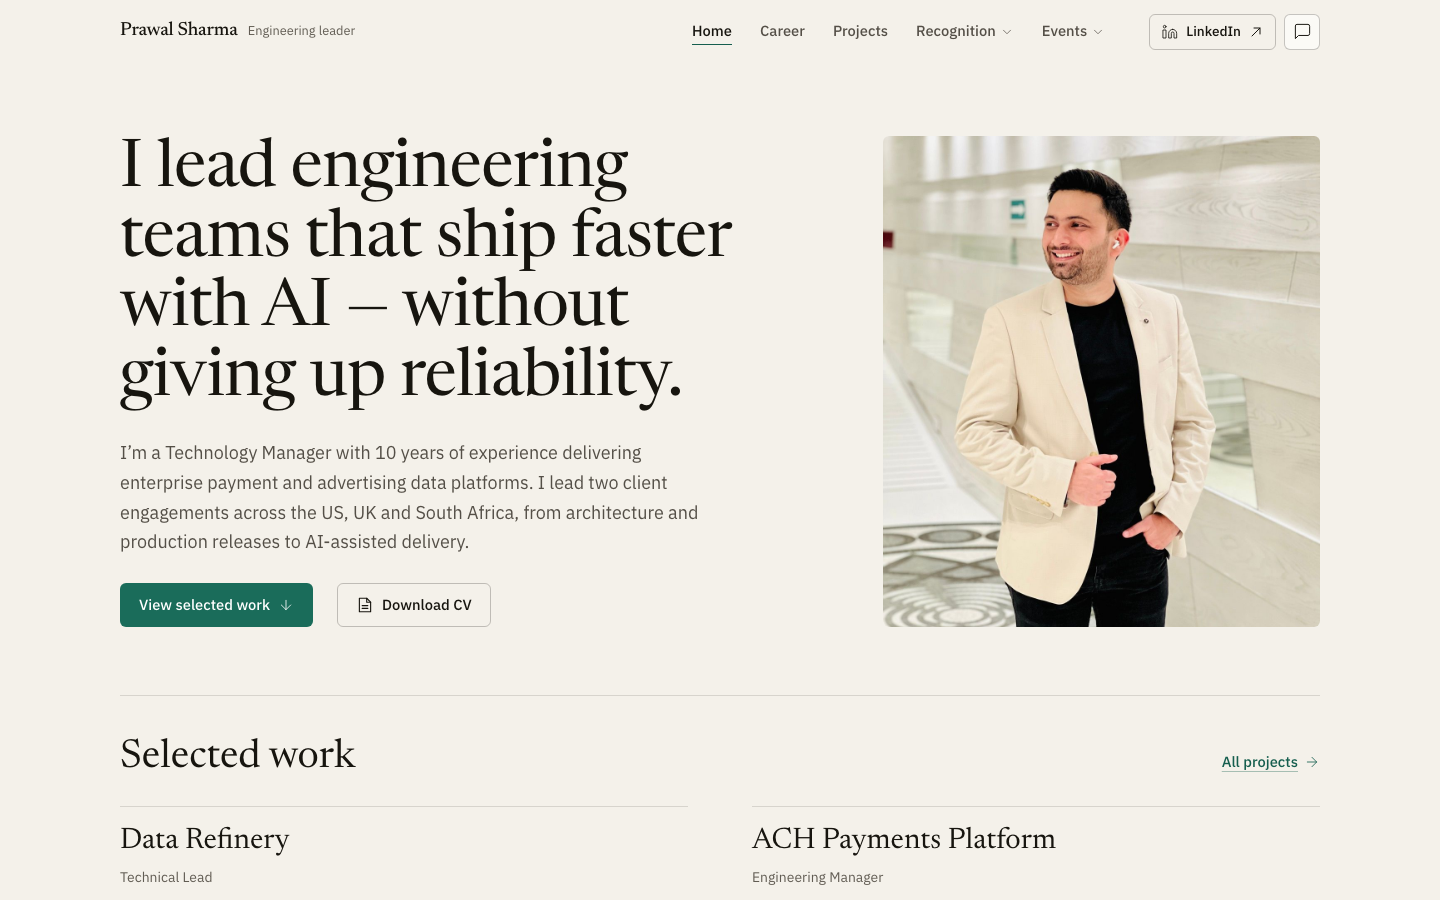 Prawal Sharma Engineering leader
Home Career Projects Recognition Events LinkedIn
I lead engineering
teams that ship faster
with AI — without
giving up reliability.
I’m a Technology Manager with 10 years of experience delivering
enterprise payment and advertising data platforms. I lead two client
engagements across the US, UK and South Africa, from architecture and
production releases to AI-assisted delivery.
View selected work
Download CV
Selected work
All projects
Data Refinery
Technical Lead
ACH Payments Platform
Engineering Manager